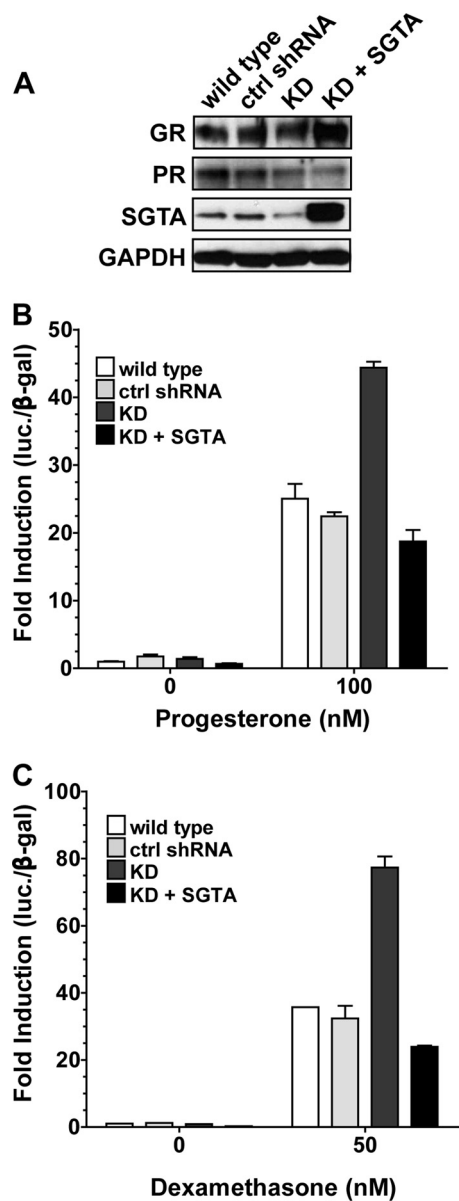 A
wild type
ctrl shRNA
KD
KD + SGTA
GR
PR
SGTA
GAPDH
B
Fold Induction (luc./β-gal)
50
40
30
20
10
0
wild type
ctrl shRNA
KD
KD + SGTA
0
100
Progesterone (nM)
C
Fold Induction (luc./β-gal)
100
80
60
40
20
0
wild type
ctrl shRNA
KD
KD + SGTA
0
50
Dexamethasone (nM)